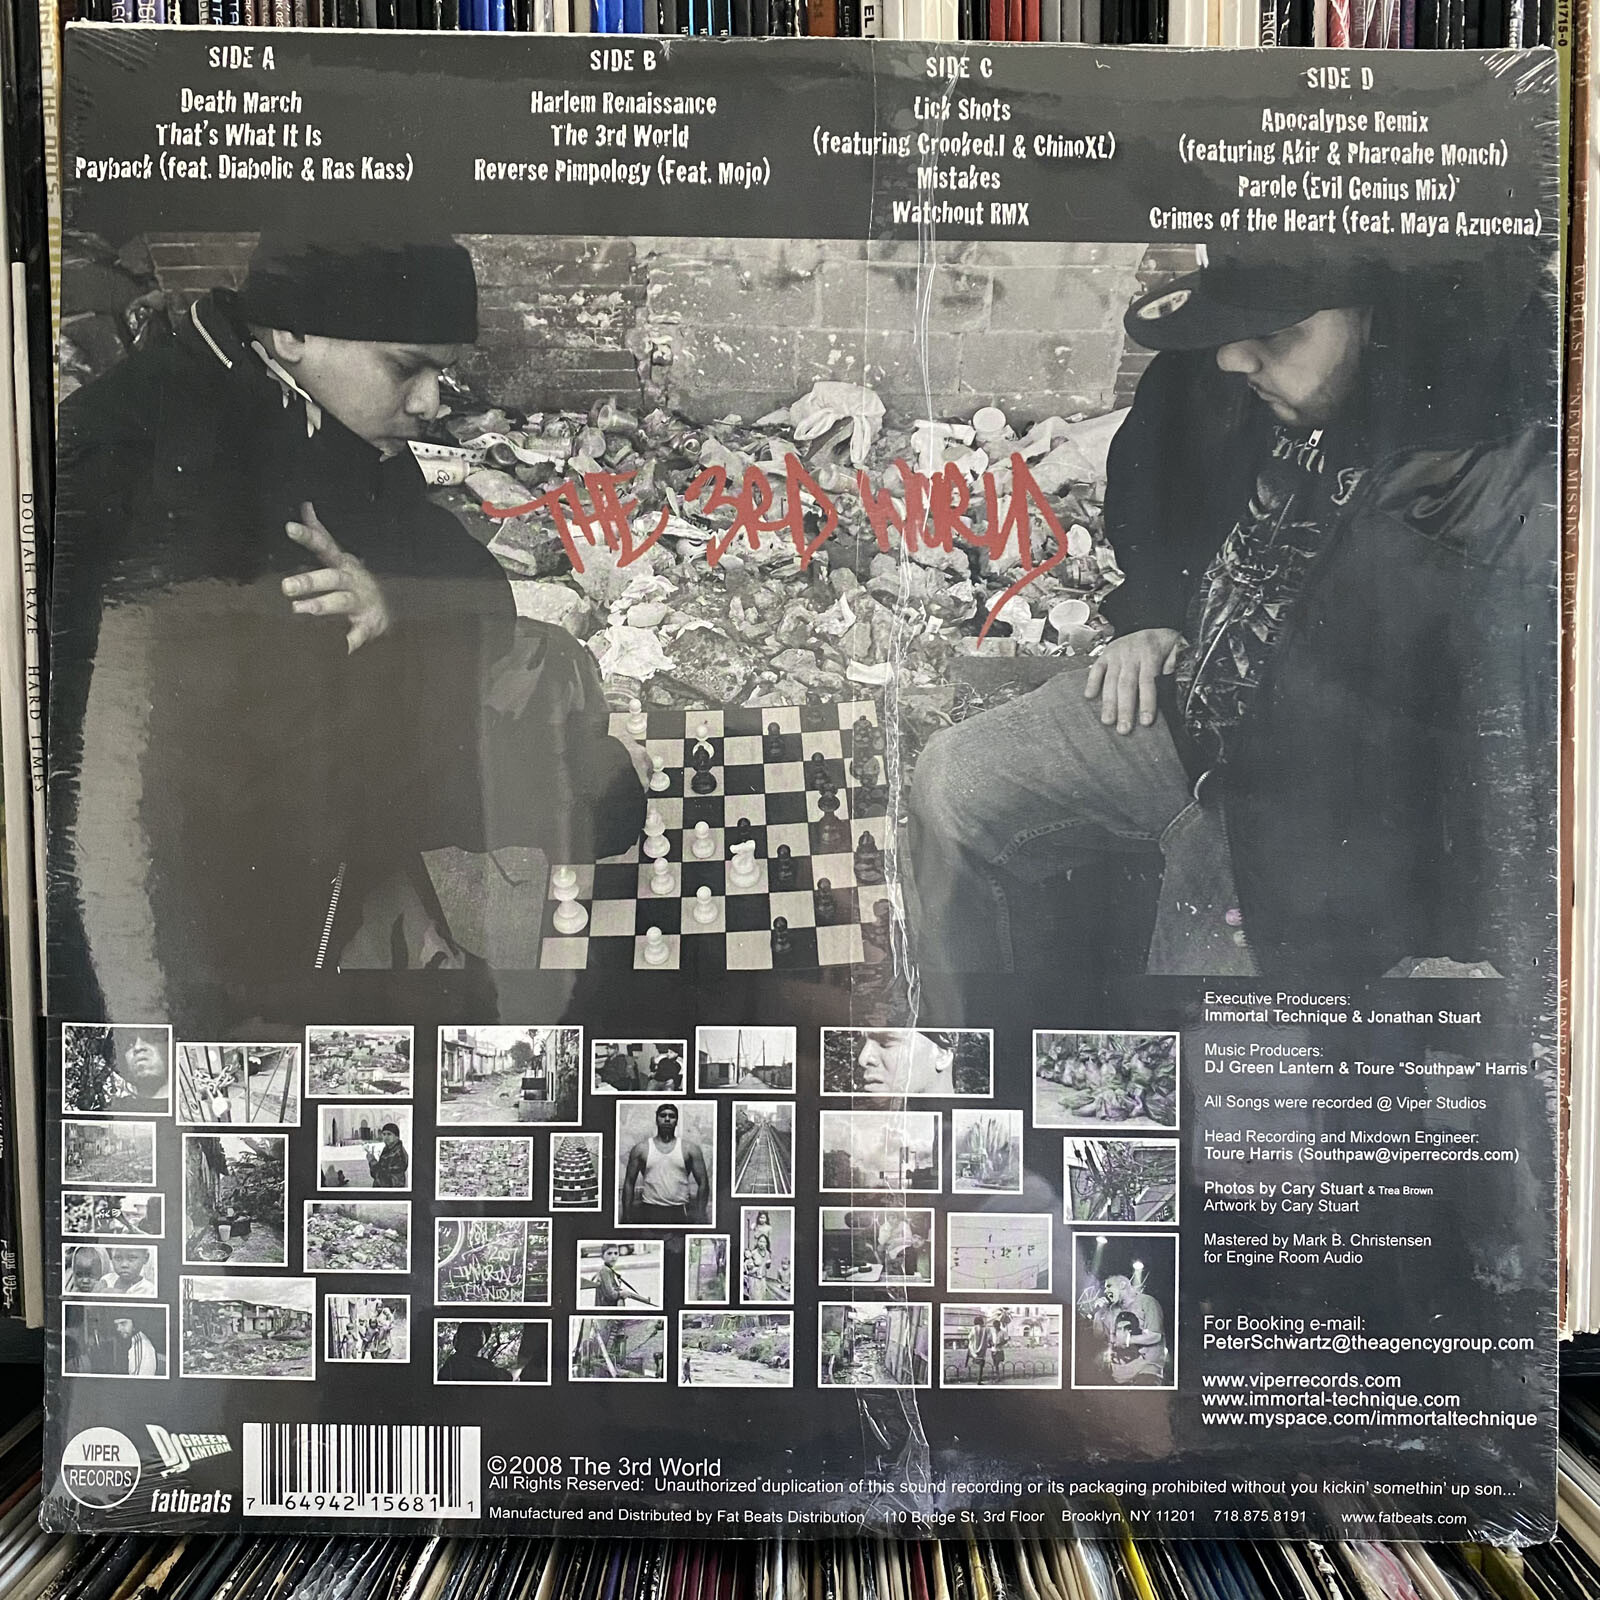 SIDE A
Death March
That's What It Is
Payback (feat. Diabolic & Ras Kass)
SIDE B
Harlem Renaissance
The 3rd World
Reverse Pimpology (Feat. Mojo)
SIDE C
Lick Shots
(featuring Crooked.I & ChinoXL)
Mistakes
Watchout RMX
SIDE D
Apocalypse Remix
(featuring Akir & Pharoahe Monch)
Parole (Evil Genius Mix)
Crimes of the Heart (feat. Maya Azucena)
THE 3RD WORLD
Executive Producers:
Immortal Technique & Jonathan Stuart
Music Producers:
DJ Green Lantern & Toure "Southpaw" Harris
All Songs were recorded @ Viper Studios
Head Recording and Mixdown Engineer:
Toure Harris (Southpaw@viperrecords.com)
Photos by Cary Stuart & Trea Brown
Artwork by Cary Stuart
Mastered by Mark B. Christensen
for Engine Room Audio
For Booking e-mail:
PeterSchwartz@theagencygroup.com
www.viperrecords.com
www.immortal-technique.com
www.myspace.com/immortaltechnique
VIPER
RECORDS
DJ GREEN
LANTERN
fatbeats
7 64942 15681 1
©2008 The 3rd World
All Rights Reserved: Unauthorized duplication of this sound recording or its packaging prohibited without you kickin' somethin' up son...
Manufactured and Distributed by Fat Beats Distribution 110 Bridge St, 3rd Floor Brooklyn, NY 11201 718.875.8191 www.fatbeats.com
DOUJAH RAZE HARD TIMES
EVERLAST "NEVER MISSIN' A BEAT"